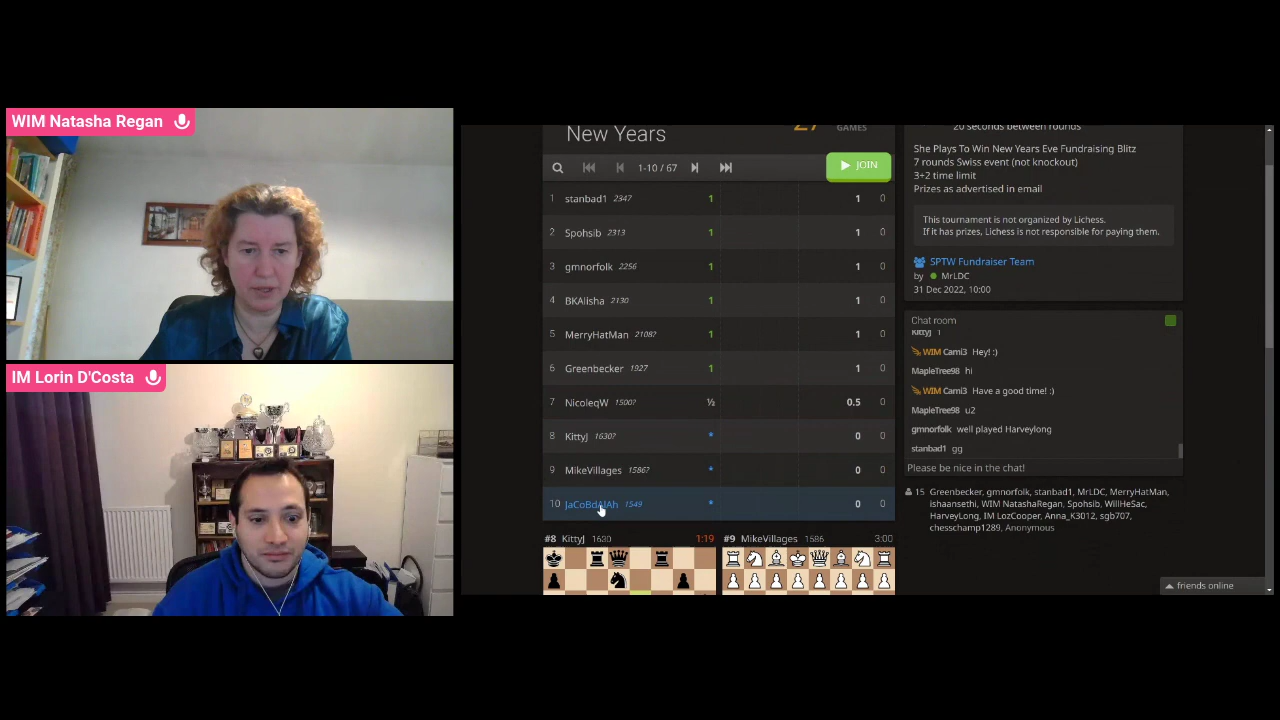 WIM Natasha Regan
IM Lorin D'Costa
New Years
27 GAMES
1-10 / 67
JOIN
1 stanbad1 2347 1 1 0
2 Spohsib 2313 1 1 0
3 gmnorfolk 2256 1 1 0
4 BKAlisha 2130 1 1 0
5 MerryHatMan 2108? 1 1 0
6 Greenbecker 1927 1 1 0
7 NicoleqW 1500? ½ 0.5 0
8 KittyJ 1630? * 0 0
9 MikeVillages 1586? * 0 0
10 1549 * 0 0
#8 KittyJ 1630 1:19
#9 MikeVillages 1586 3:00
20 seconds between rounds
She Plays To Win New Years Eve Fundraising Blitz
7 rounds Swiss event (not knockout)
3+2 time limit
Prizes as advertised in email
This tournament is not organized by Lichess.
If it has prizes, Lichess is not responsible for paying them.
SPTW Fundraiser Team
by MrLDC
31 Dec 2022, 10:00
Chat room
KittyJ 1
WIM Cami3 Hey! :)
MapleTree98 hi
WIM Cami3 Have a good time! :)
MapleTree98 u2
gmnorfolk well played Harveylong
stanbad1 gg
Please be nice in the chat!
15 Greenbecker, gmnorfolk, stanbad1, MrLDC, MerryHatMan,
ishaansethi, WIM NatashaRegan, Spohsib, WillHeSac,
HarveyLong, IM LozCooper, Anna_K3012, sgb707,
chesschamp1289, Anonymous
friends online